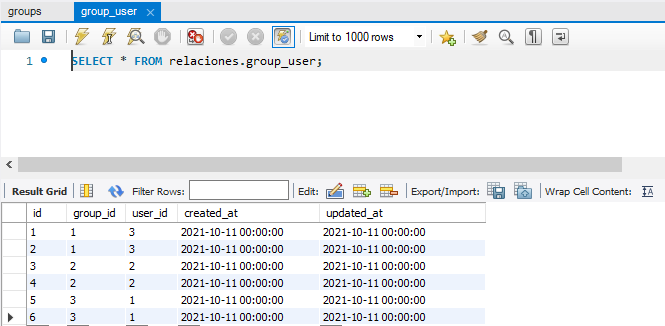 groups group_user
Limit to 1000 rows
1 SELECT * FROM relaciones.group_user;
Result Grid Filter Rows: Edit: Export/Import: Wrap Cell Content:
id group_id user_id created_at updated_at
1 1 3 2021-10-11 00:00:00 2021-10-11 00:00:00
2 1 3 2021-10-11 00:00:00 2021-10-11 00:00:00
3 2 2 2021-10-11 00:00:00 2021-10-11 00:00:00
4 2 2 2021-10-11 00:00:00 2021-10-11 00:00:00
5 3 1 2021-10-11 00:00:00 2021-10-11 00:00:00
6 3 1 2021-10-11 00:00:00 2021-10-11 00:00:00